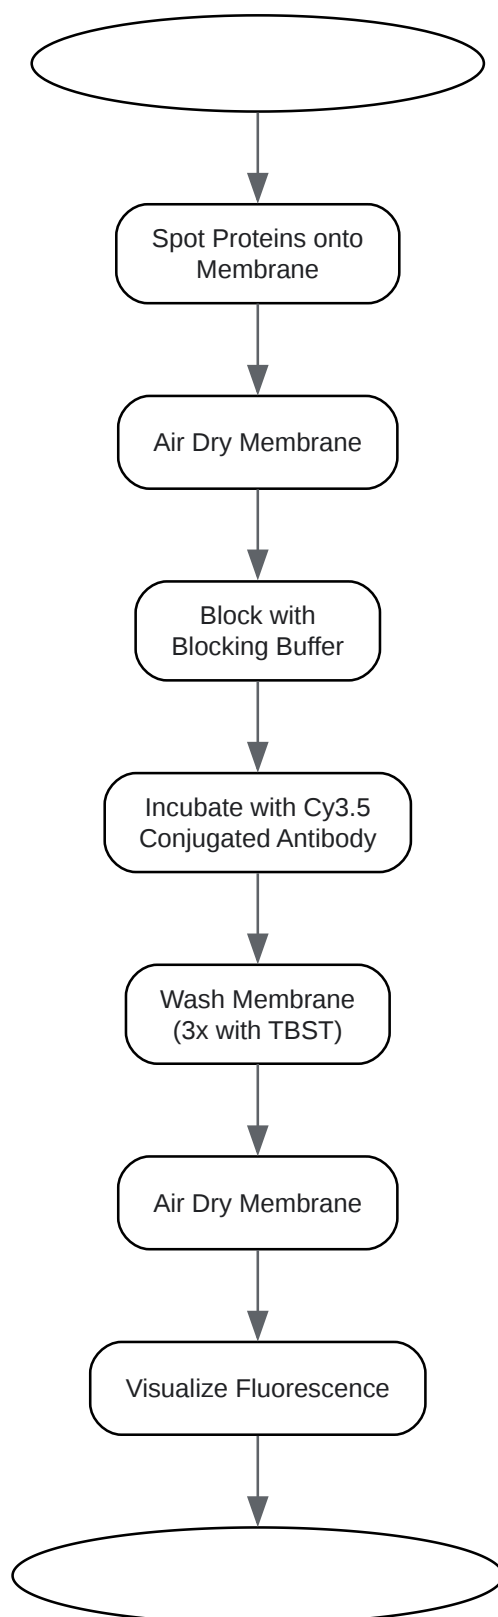 Spot Proteins onto
Membrane
Air Dry Membrane
Block with
Blocking Buffer
Incubate with Cy3.5
Conjugated Antibody
Wash Membrane
(3x with TBST)
Air Dry Membrane
Visualize Fluorescence